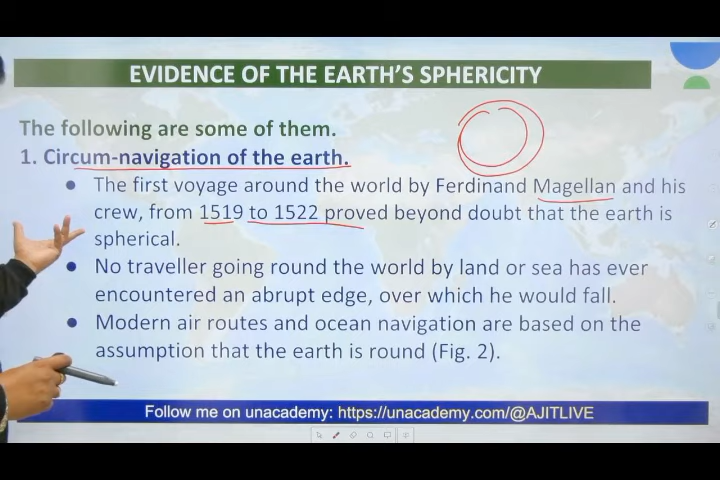 EVIDENCE OF THE EARTH'S SPHERICITY
The following are some of them.
1. Circum-navigation of the earth.
● The first voyage around the world by Ferdinand Magellan and his
crew, from 1519 to 1522 proved beyond doubt that the earth is
spherical.
● No traveller going round the world by land or sea has ever
encountered an abrupt edge, over which he would fall.
● Modern air routes and ocean navigation are based on the
assumption that the earth is round (Fig. 2).
Follow me on unacademy: https://unacademy.com/@AJITLIVE